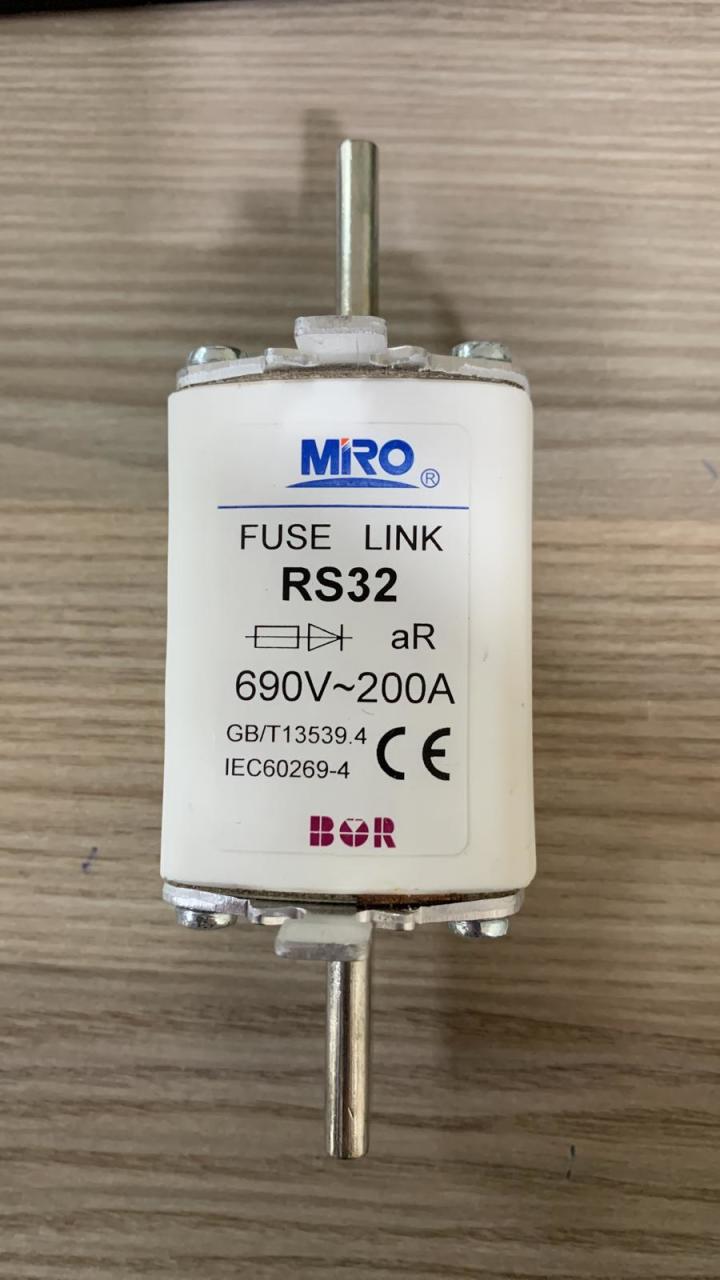 MIRO ®
FUSE LINK
RS32
aR
690V~200A
GB/T13539.4
IEC60269-4
CE
BOR